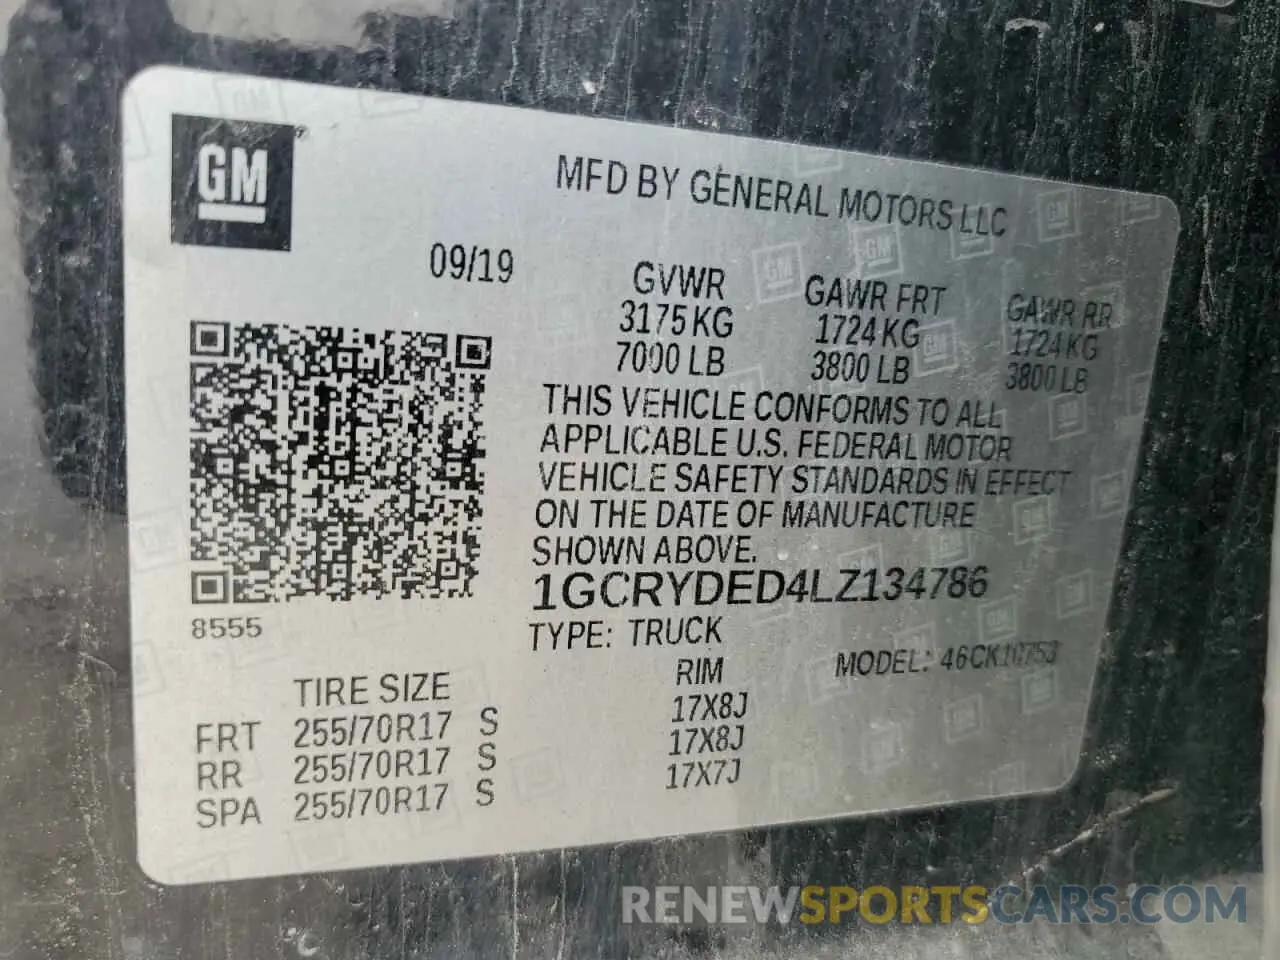 GM
MFD BY GENERAL MOTORS LLC
09/19
GVWR GAWR FRT GAWR RR
3175 KG 1724 KG 1724 KG
7000 LB 3800 LB 3800 LB
THIS VEHICLE CONFORMS TO ALL
APPLICABLE U.S. FEDERAL MOTOR
VEHICLE SAFETY STANDARDS IN EFFECT
ON THE DATE OF MANUFACTURE
SHOWN ABOVE.
1GCRYDED4LZ134786
8555
TYPE: TRUCK
MODEL: 46CK10753
TIRE SIZE RIM
FRT 255/70R17 S 17X8J
RR 255/70R17 S 17X8J
SPA 255/70R17 S 17X7J
RENEWSPORTSCARS.COM